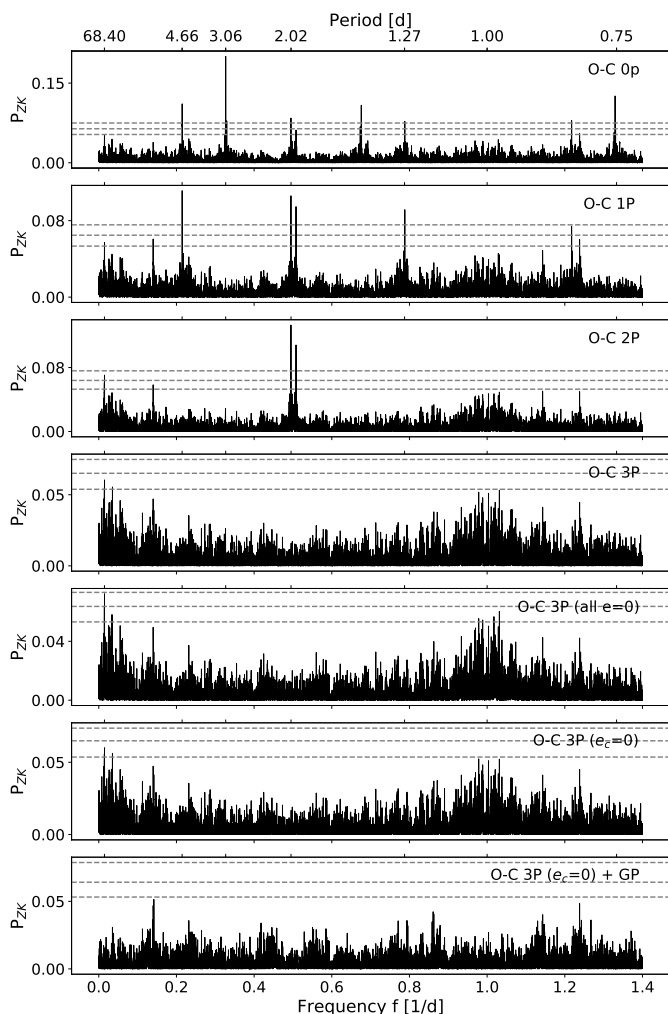 Period [d]
68.40 4.66 3.06 2.02 1.27 1.00 0.75
O-C 0p
0.15
0.00
P_ZK
O-C 1P
0.08
0.00
P_ZK
O-C 2P
0.08
0.00
P_ZK
O-C 3P
0.05
0.00
P_ZK
O-C 3P (all e=0)
0.04
0.00
P_ZK
O-C 3P (e_c=0)
0.05
0.00
P_ZK
O-C 3P (e_c=0) + GP
0.05
0.00
P_ZK
0.0 0.2 0.4 0.6 0.8 1.0 1.2 1.4
Frequency f [1/d]